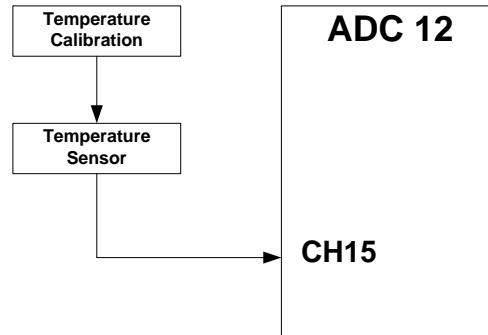 Temperature
Calibration
ADC 12
Temperature
Sensor
CH15